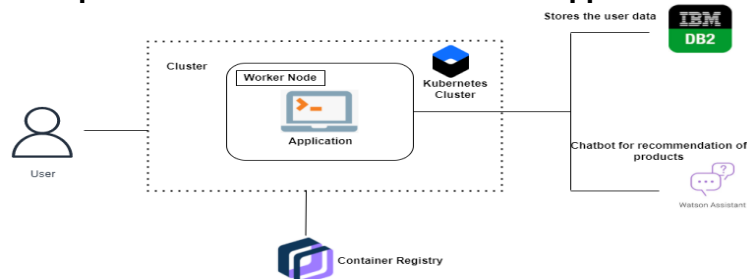 Stores the user data
IBM
DB2
Cluster
Worker Node
Kubernetes
Cluster
>_
Application
User
Chatbot for recommendation of
products
Watson Assistant
Container Registry